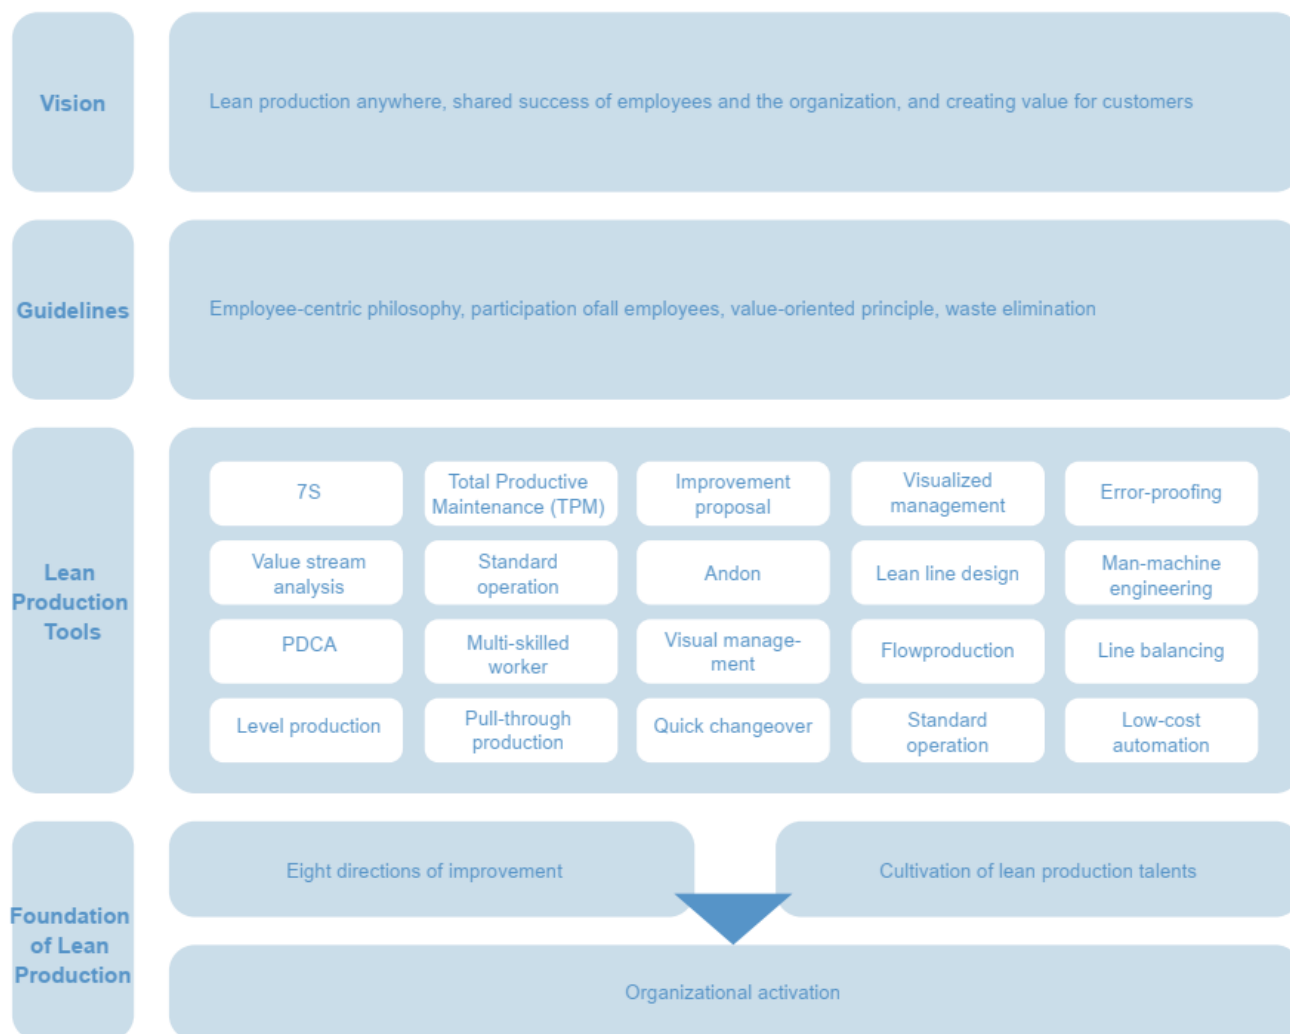 Vision
Lean production anywhere, shared success of employees and the organization, and creating value for customers
Guidelines
Employee-centric philosophy, participation ofall employees, value-oriented principle, waste elimination
Lean
Production
Tools
7S
Total Productive
Maintenance (TPM)
Improvement
proposal
Visualized
management
Error-proofing
Value stream
analysis
Standard
operation
Andon
Lean line design
Man-machine
engineering
PDCA
Multi-skilled
worker
Visual manage-
ment
Flowproduction
Line balancing
Level production
Pull-through
production
Quick changeover
Standard
operation
Low-cost
automation
Foundation
of Lean
Production
Eight directions of improvement
Cultivation of lean production talents
Organizational activation